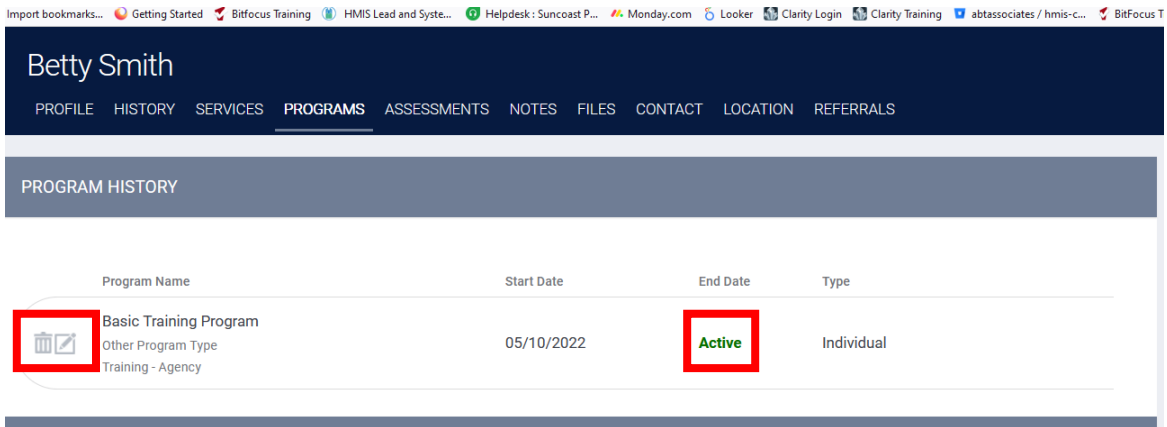 Import bookmarks... Getting Started Bitfocus Training HMIS Lead and Syste... Helpdesk : Suncoast P... Monday.com Looker Clarity Login Clarity Training abtassociates / hmis-c... BitFocus T
Betty Smith
PROFILE HISTORY SERVICES PROGRAMS ASSESSMENTS NOTES FILES CONTACT LOCATION REFERRALS
PROGRAM HISTORY
Program Name Start Date End Date Type
Basic Training Program
Other Program Type 05/10/2022 Active Individual
Training - Agency